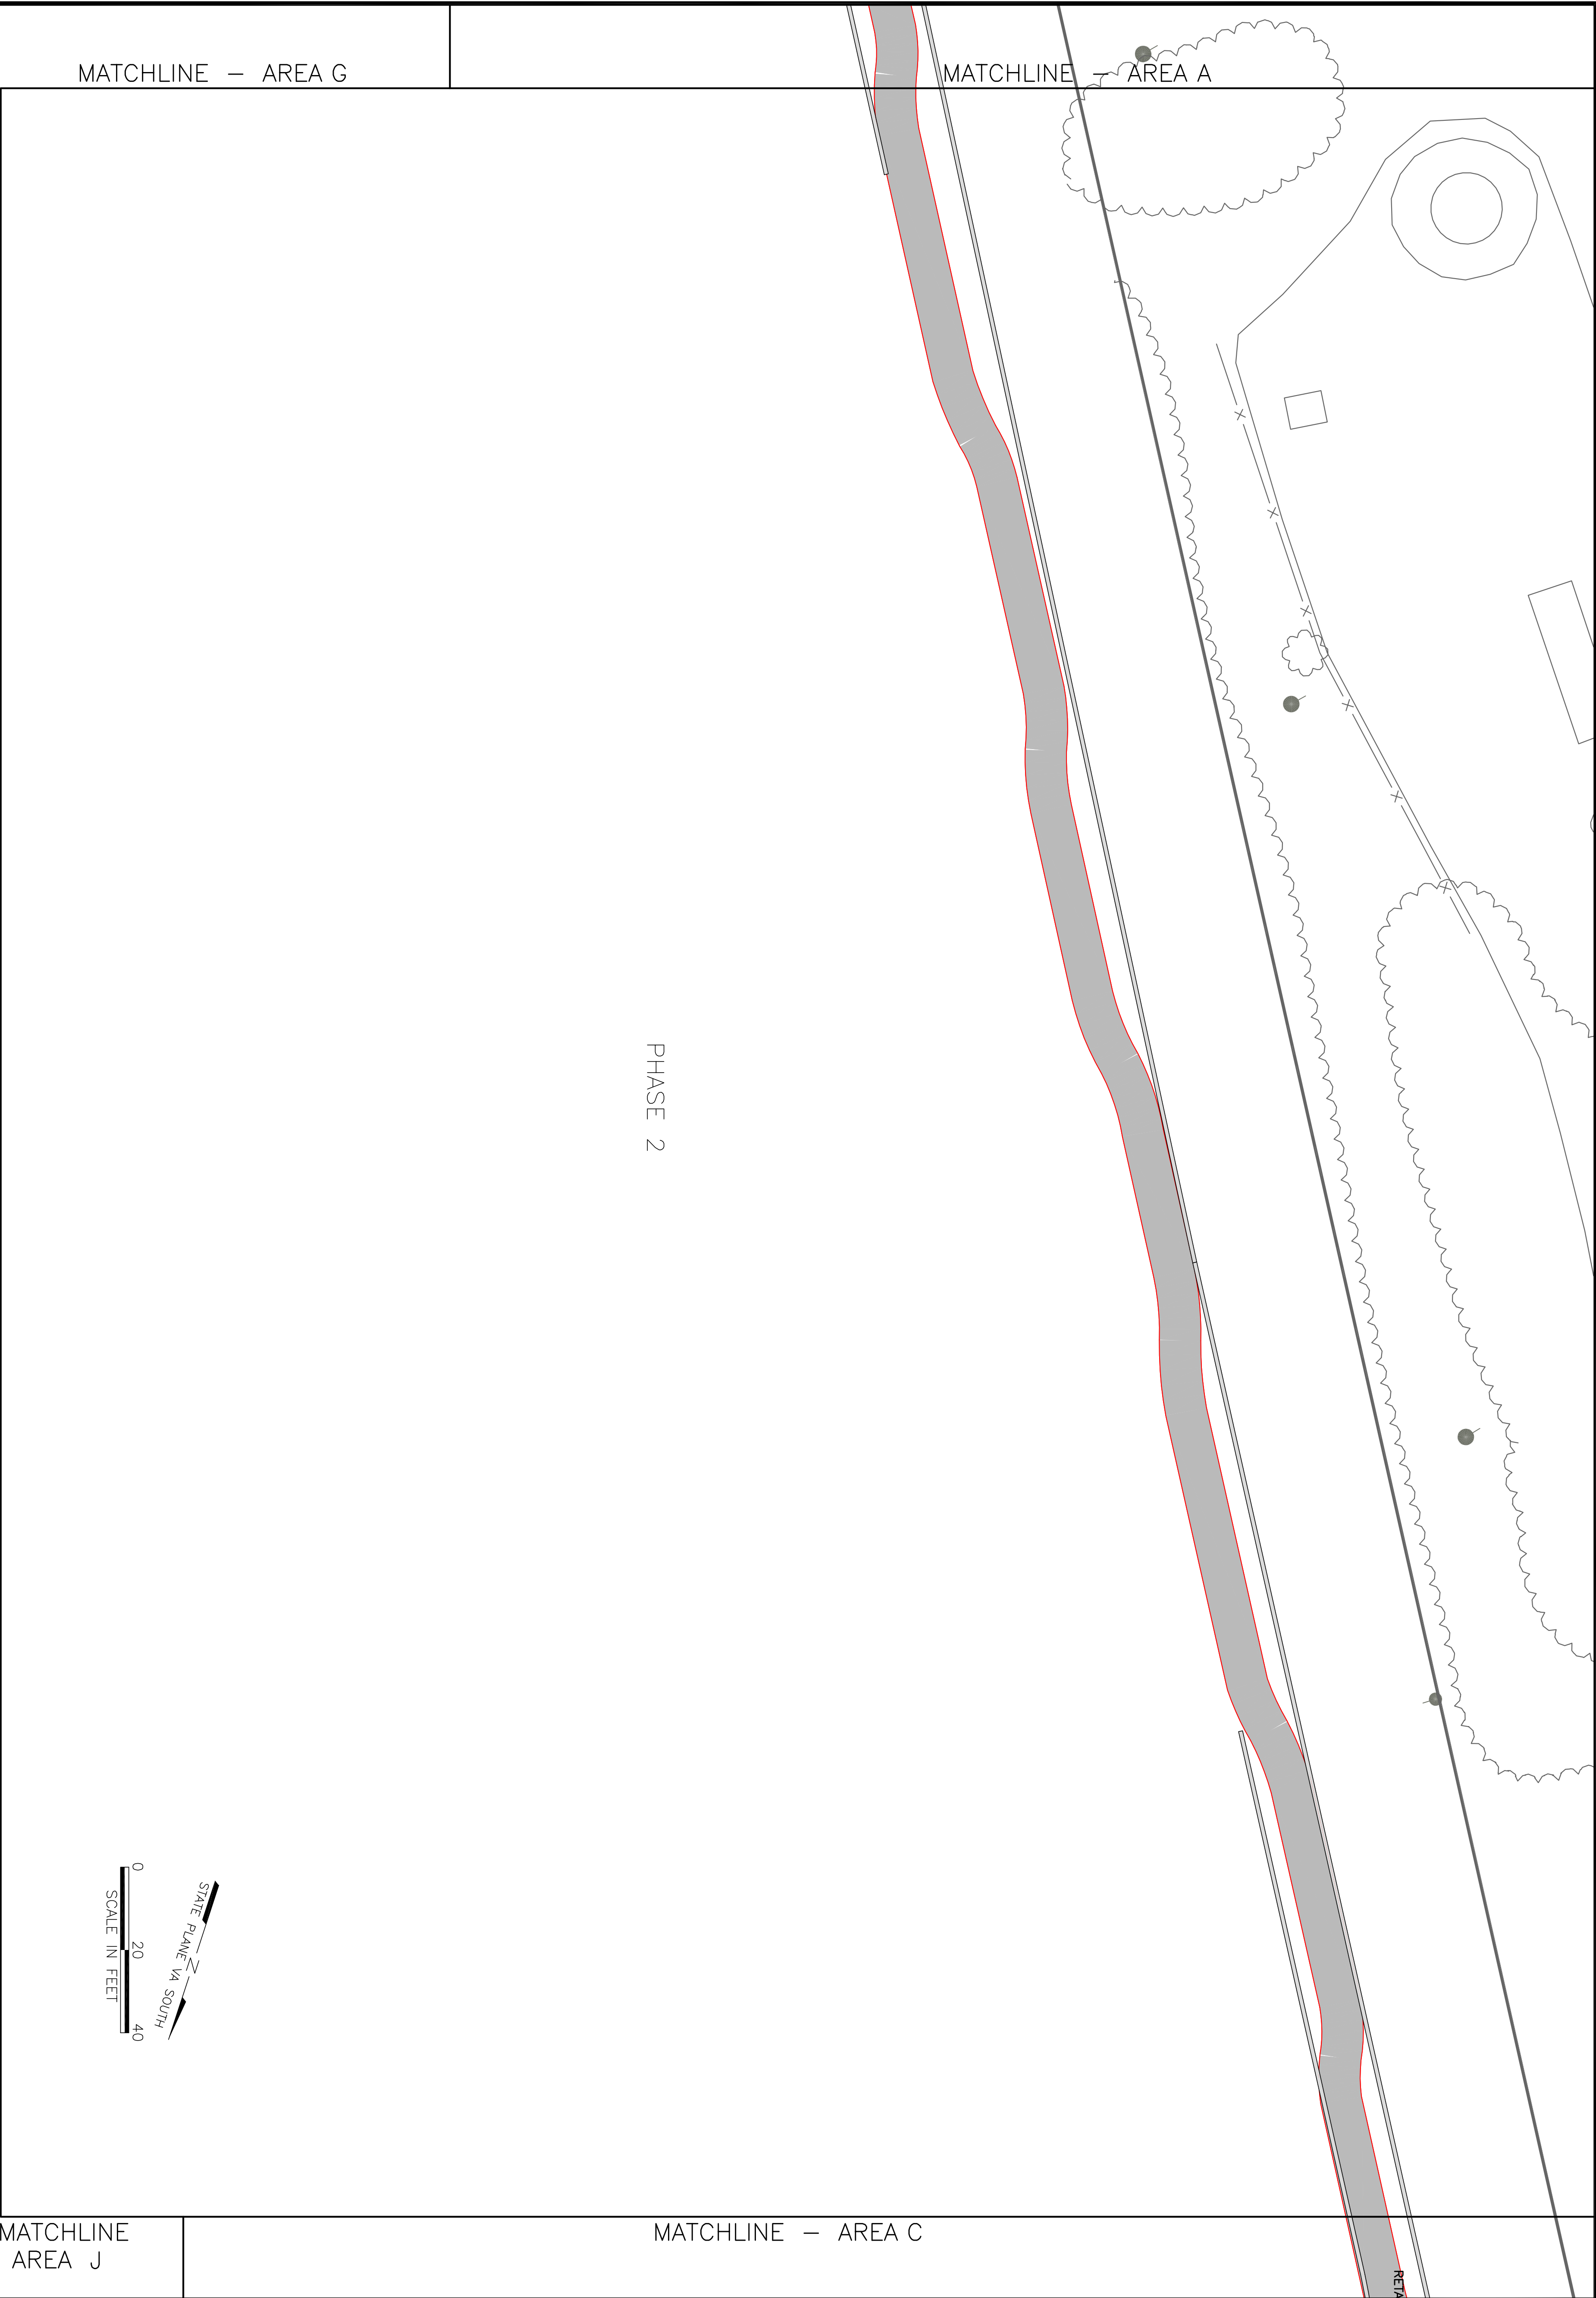 MATCHLINE – AREA G
MATCHLINE – AREA A
PHASE 2
0 20 40
SCALE IN FEET
STATE PLANE VA SOUTH
N
MATCHLINE
AREA J
MATCHLINE – AREA C
RETA